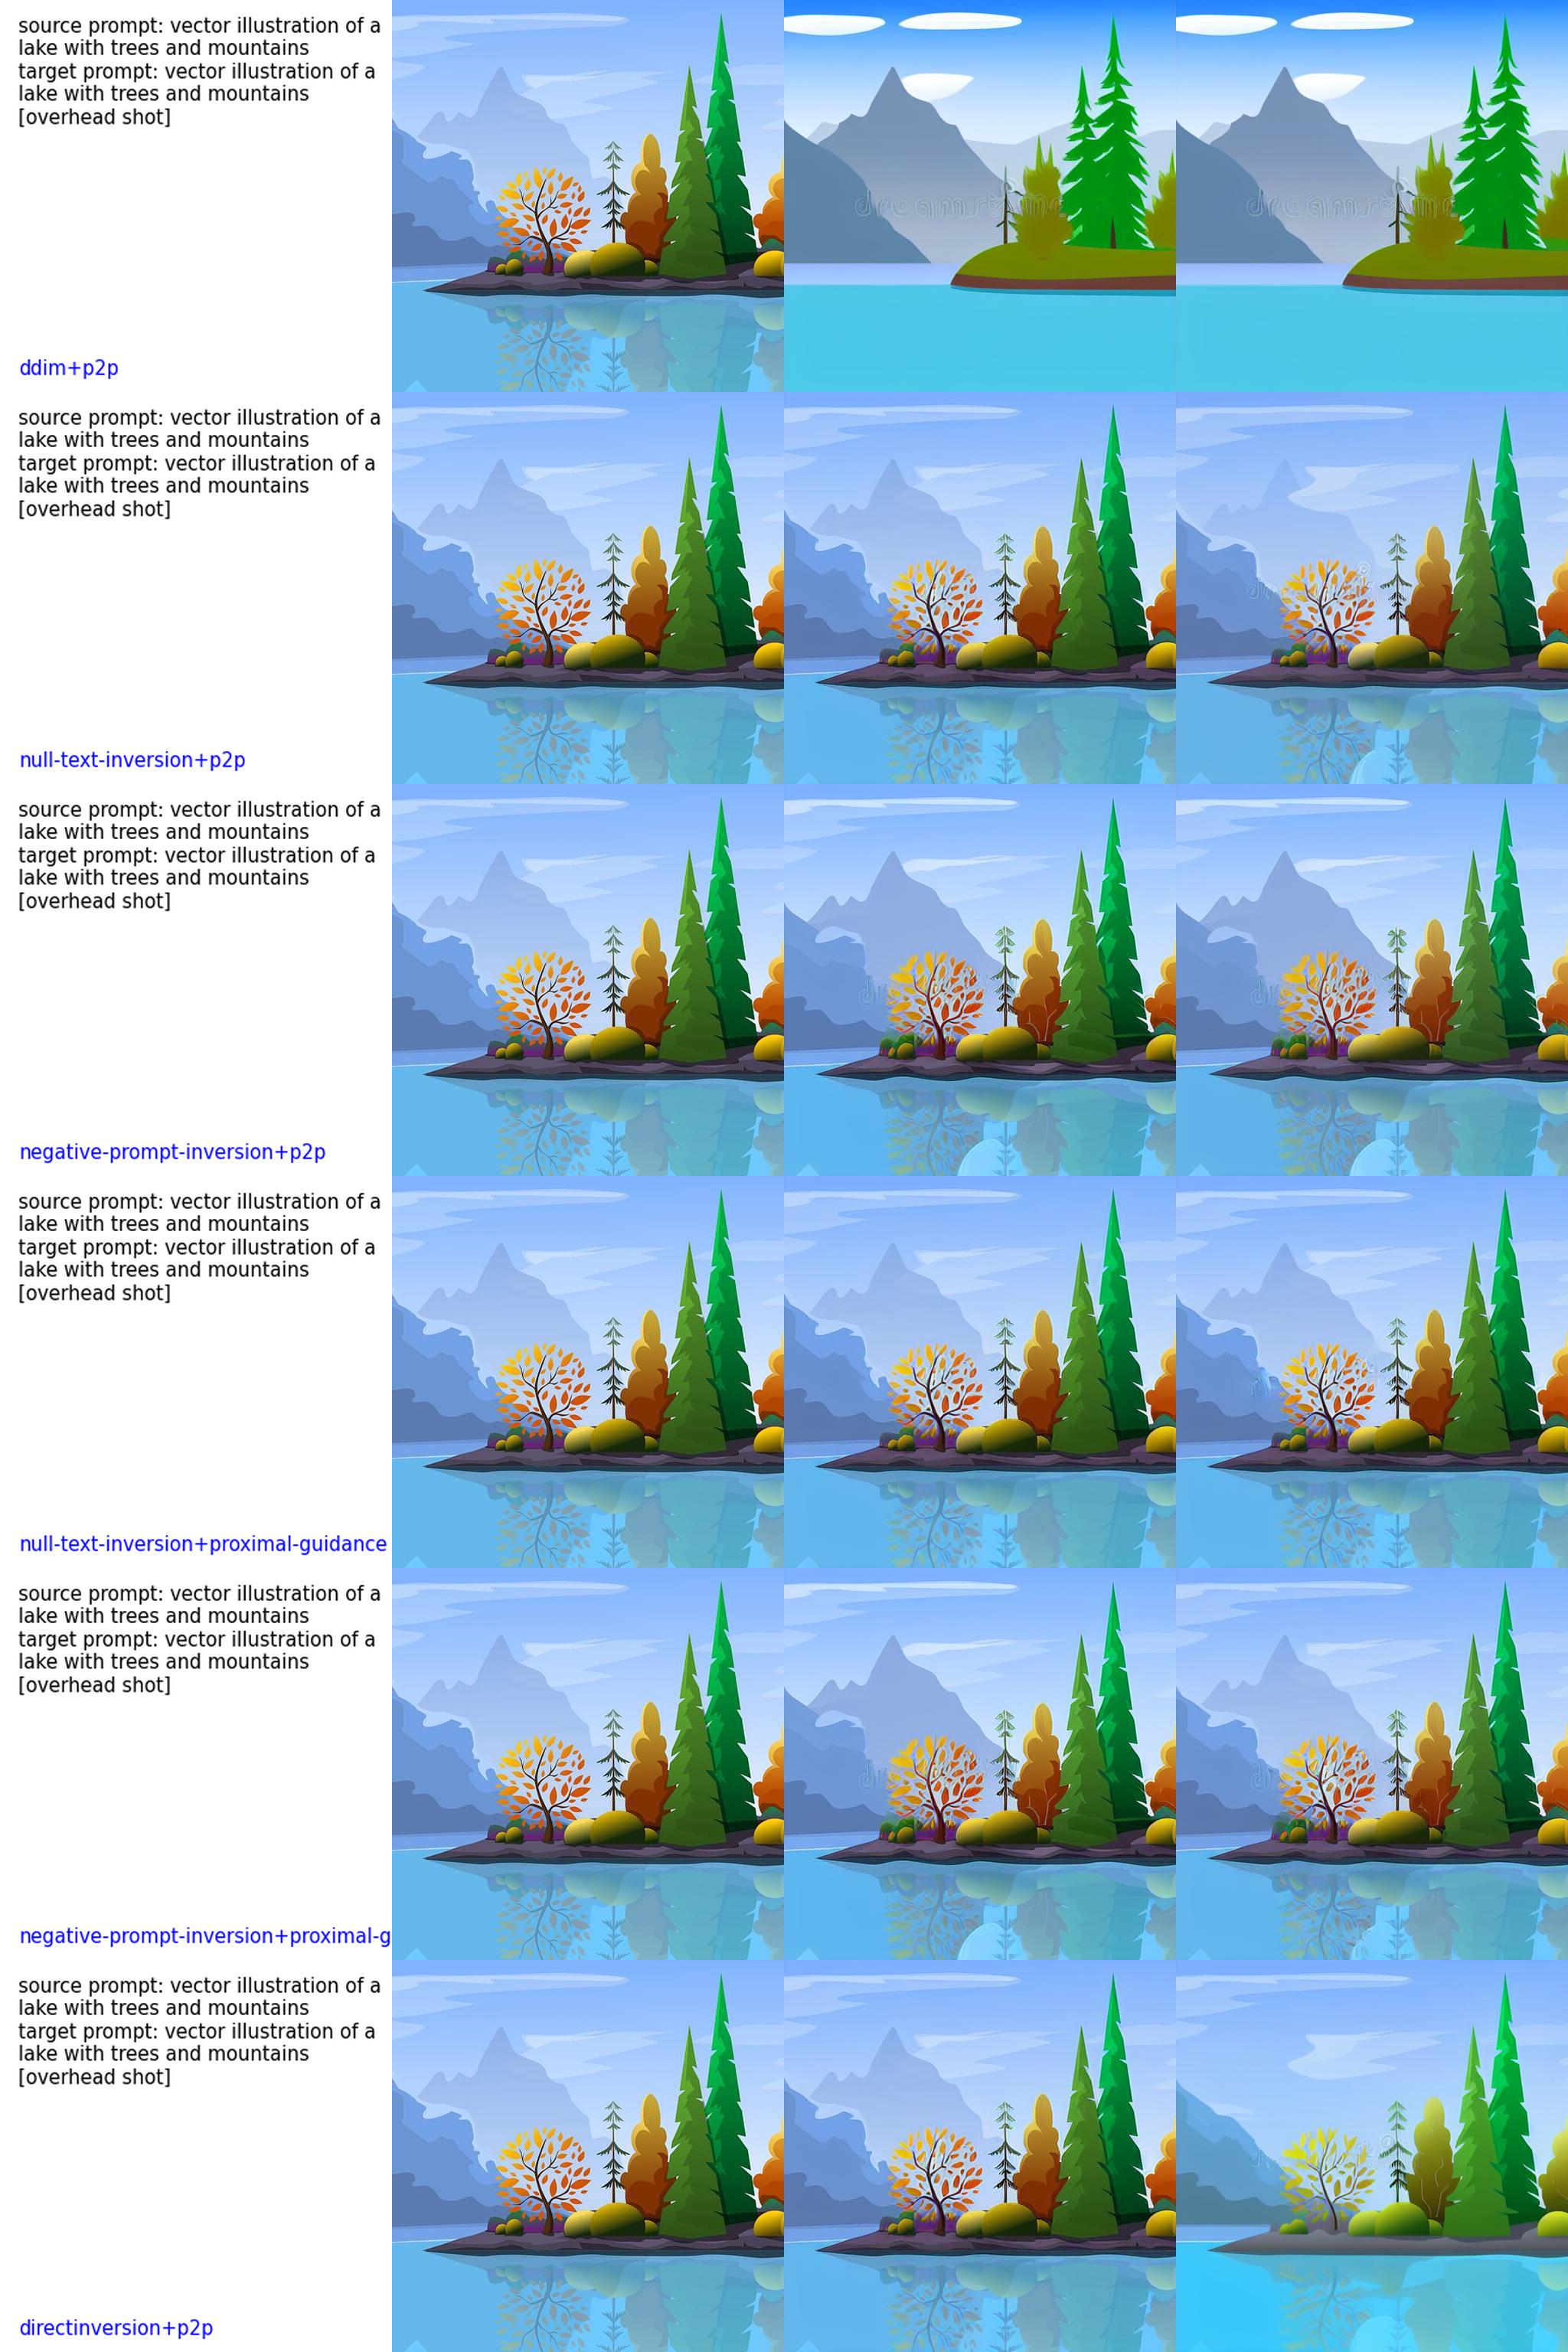 source prompt: vector illustration of a
lake with trees and mountains
target prompt: vector illustration of a
lake with trees and mountains
[overhead shot]
ddim+p2p
source prompt: vector illustration of a
lake with trees and mountains
target prompt: vector illustration of a
lake with trees and mountains
[overhead shot]
null-text-inversion+p2p
source prompt: vector illustration of a
lake with trees and mountains
target prompt: vector illustration of a
lake with trees and mountains
[overhead shot]
negative-prompt-inversion+p2p
source prompt: vector illustration of a
lake with trees and mountains
target prompt: vector illustration of a
lake with trees and mountains
[overhead shot]
null-text-inversion+proximal-guidance
source prompt: vector illustration of a
lake with trees and mountains
target prompt: vector illustration of a
lake with trees and mountains
[overhead shot]
negative-prompt-inversion+proximal-g
source prompt: vector illustration of a
lake with trees and mountains
target prompt: vector illustration of a
lake with trees and mountains
[overhead shot]
directinversion+p2p